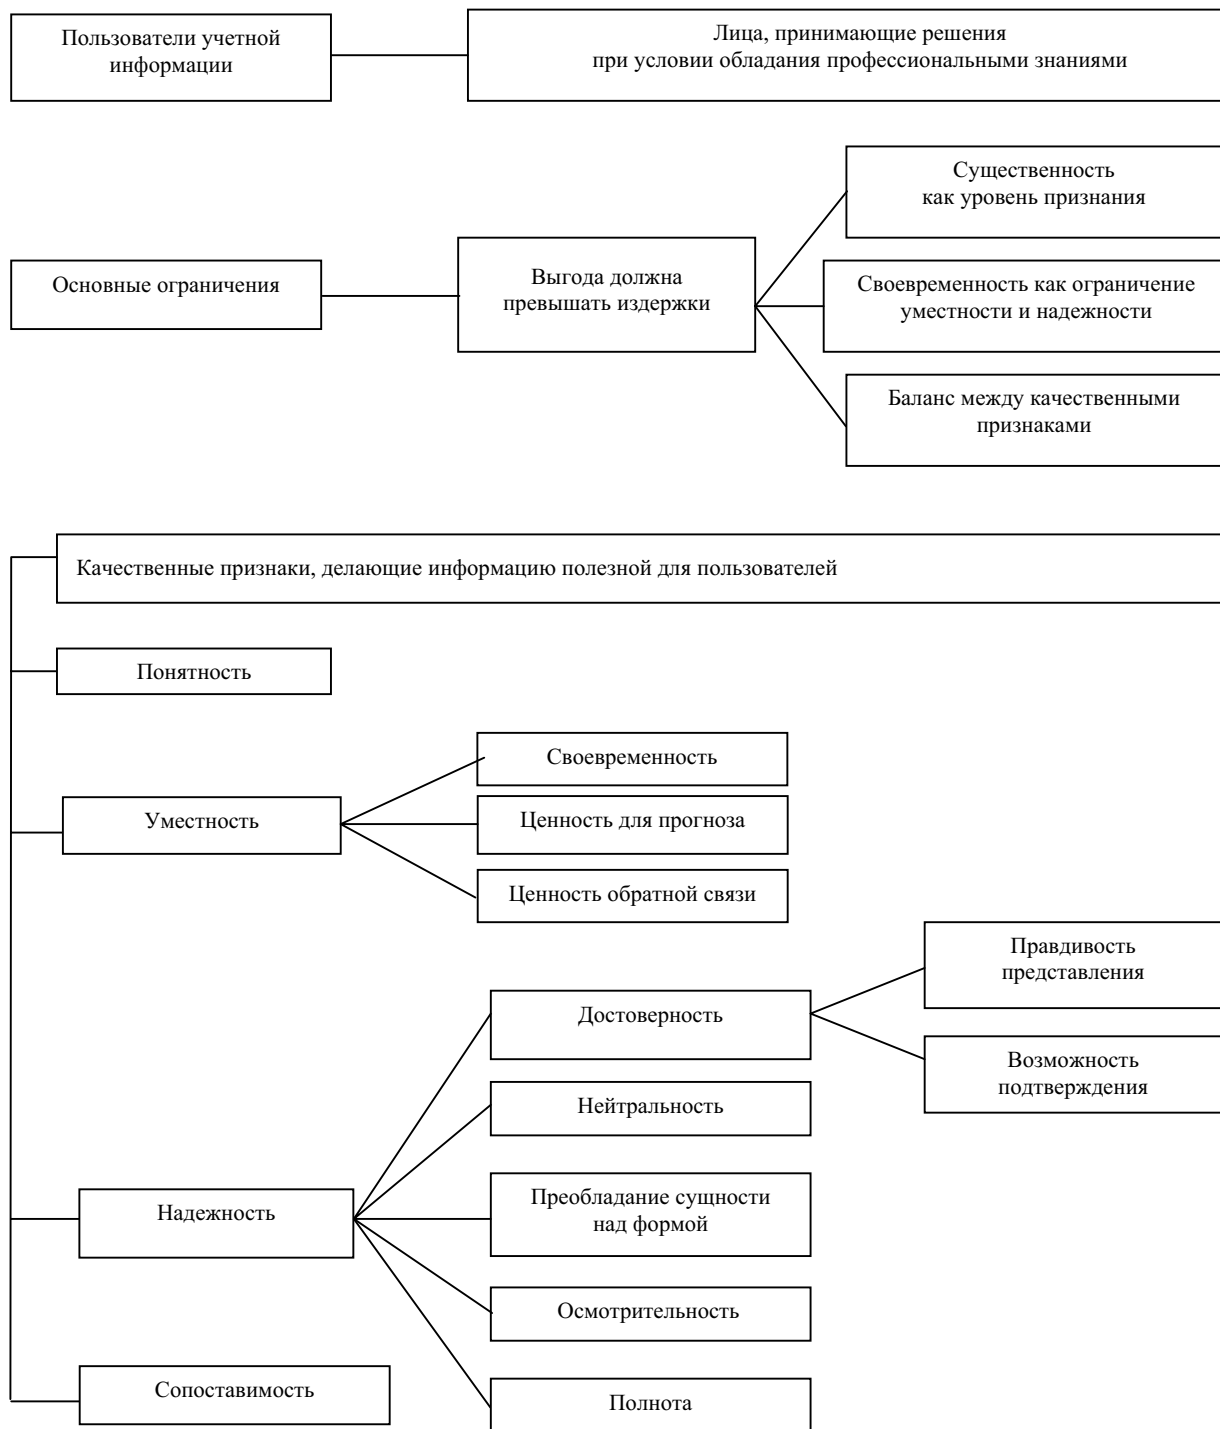 Пользователи учетной
информации
Лица, принимающие решения
при условии обладания профессиональными знаниями
Существенность
как уровень признания
Основные ограничения
Выгода должна
превышать издержки
Своевременность как ограничение
уместности и надежности
Баланс между качественными
признаками
Качественные признаки, делающие информацию полезной для пользователей
Понятность
Своевременность
Уместность
Ценность для прогноза
Ценность обратной связи
Правдивость
представления
Достоверность
Возможность
подтверждения
Нейтральность
Преобладание сущности
над формой
Надежность
Осмотрительность
Сопоставимость
Полнота